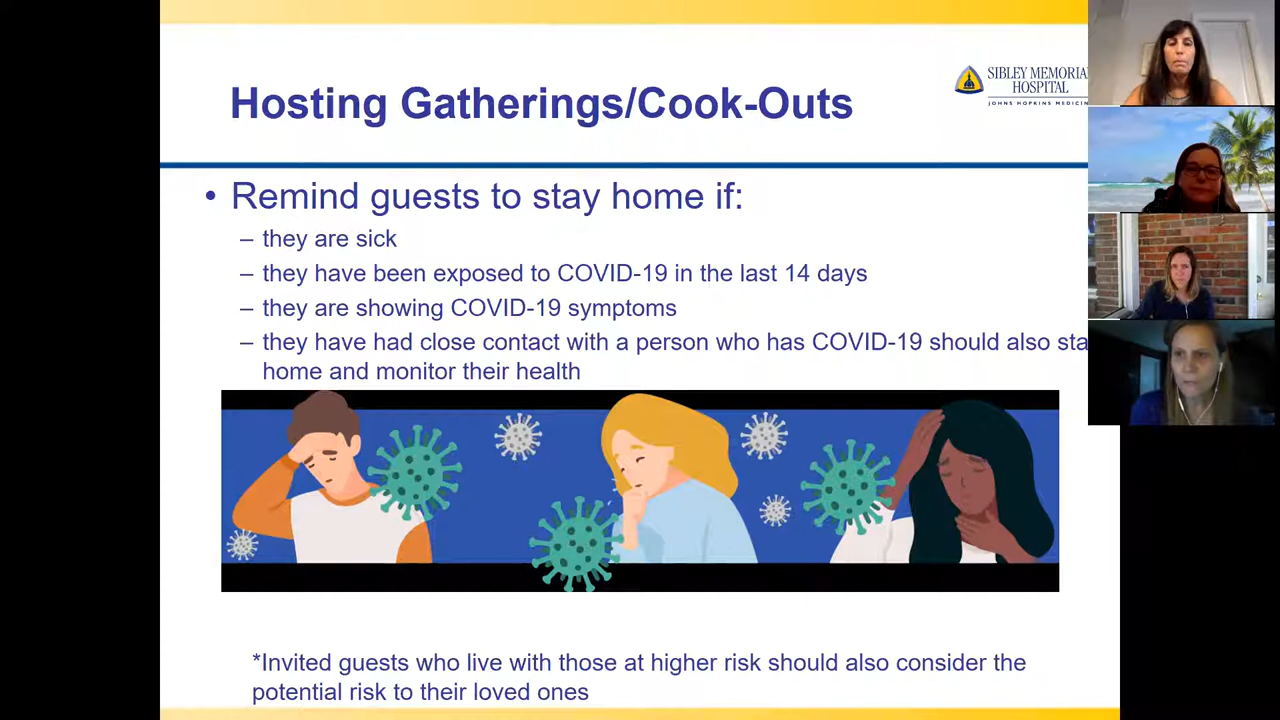 Hosting Gatherings/Cook-Outs
SIBLEY MEMORIA
HOSPITAL
JOHNS HOPKINS MEDICIN
• Remind guests to stay home if:
– they are sick
– they have been exposed to COVID-19 in the last 14 days
– they are showing COVID-19 symptoms
– they have had close contact with a person who has COVID-19 should also sta
home and monitor their health
*Invited guests who live with those at higher risk should also consider the
potential risk to their loved ones